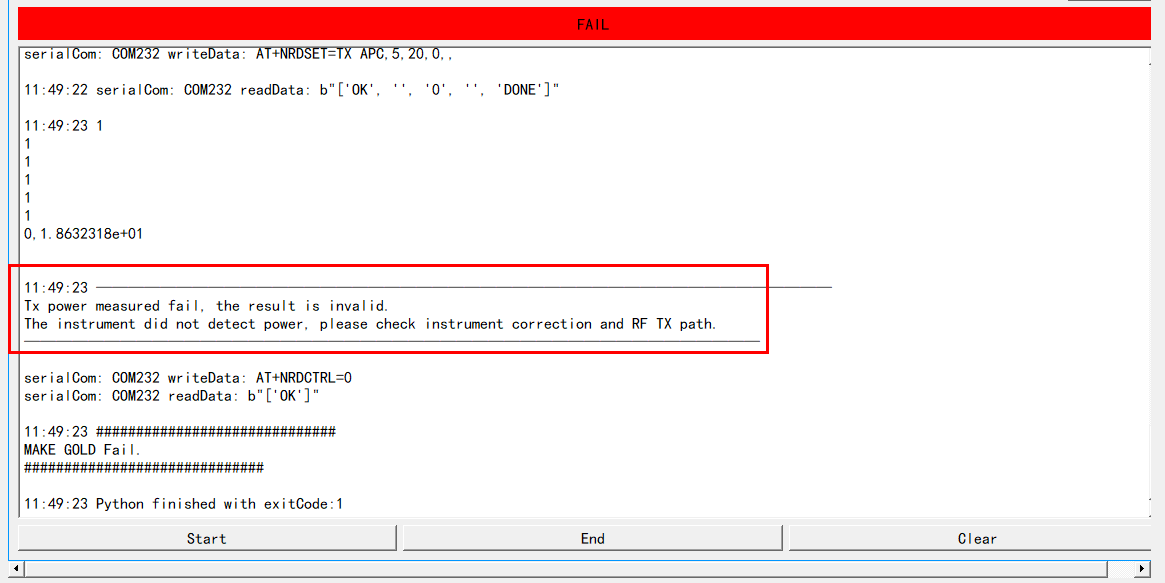 FAIL
serialCom: COM232 writeData: AT+NRDSET=TX APC,5,20,0,,
11:49:22 serialCom: COM232 readData: b"['OK', '', '0', '', 'DONE']"
11:49:23 1
1
1
1
1
1
0,1.8632318e+01
11:49:23 ————————————————————————————————————————————
Tx power measured fail, the result is invalid.
The instrument did not detect power, please check instrument correction and RF TX path.
————————————————————————————————————————————
serialCom: COM232 writeData: AT+NRDCTRL=0
serialCom: COM232 readData: b"['OK']"
11:49:23 ##############################
MAKE GOLD Fail.
##############################
11:49:23 Python finished with exitCode:1
Start
End
Clear